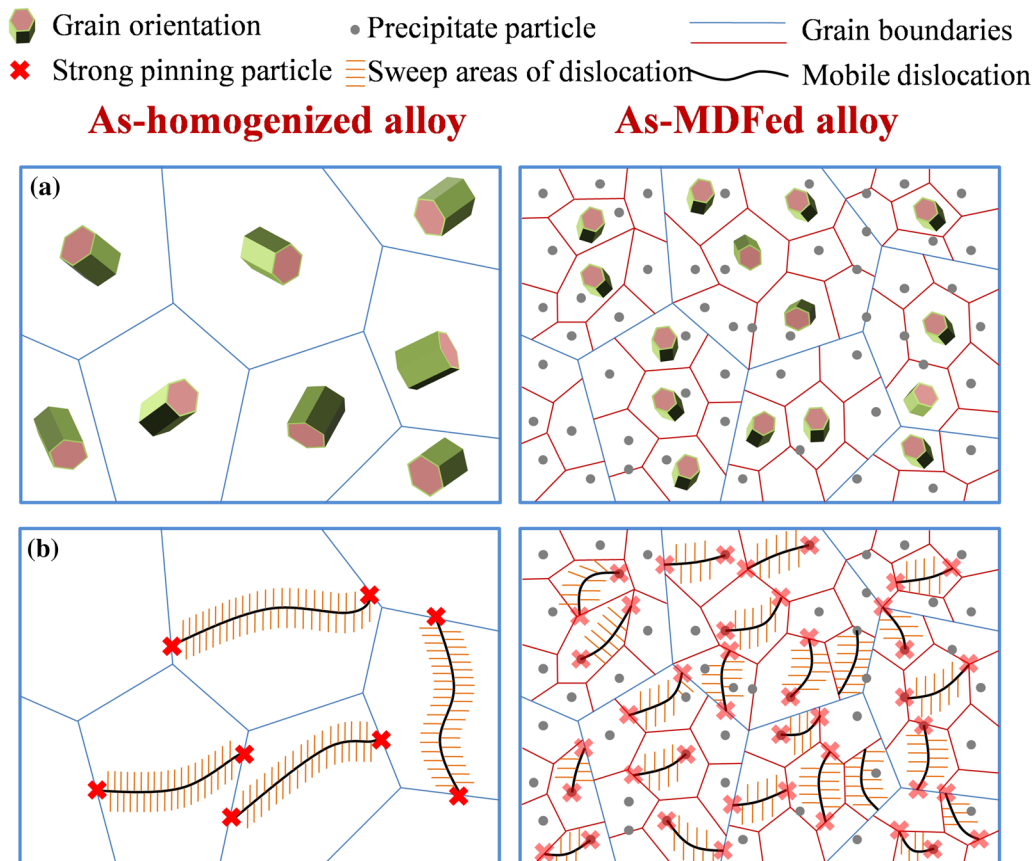 Grain orientation
Precipitate particle
Grain boundaries
Strong pinning particle
Sweep areas of dislocation
Mobile dislocation
As-homogenized alloy
As-MDFed alloy
(a)
(b)